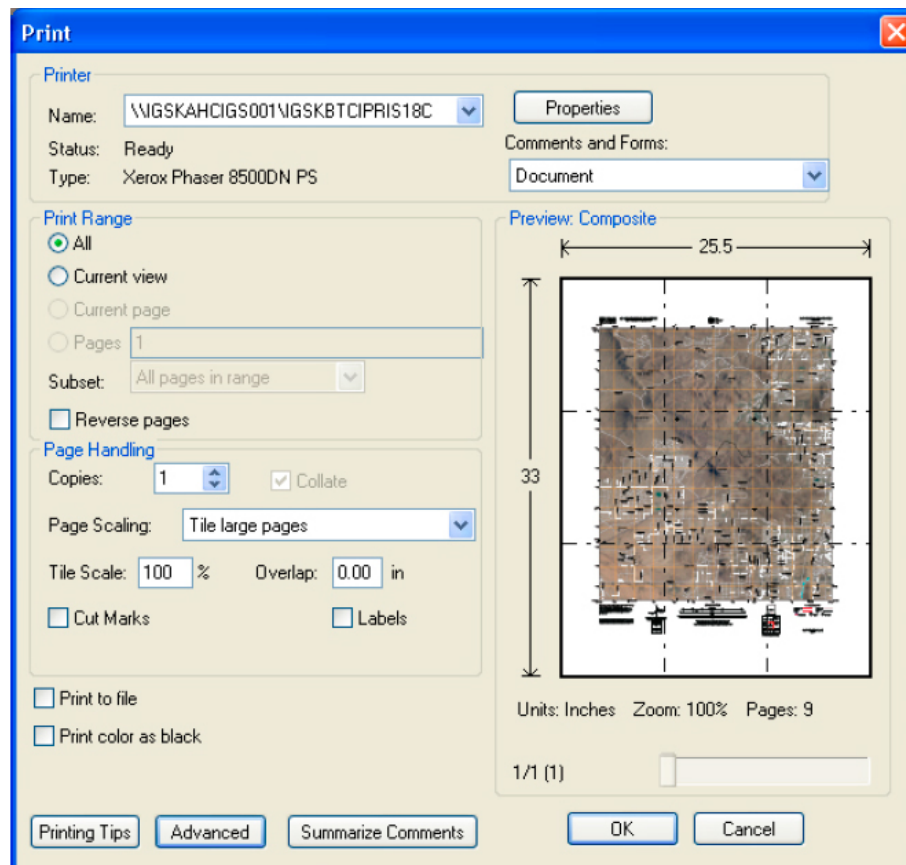 Print
Printer
Name: \\IGSKAHCIGS001\IGSKBTCIPRIS18C
Properties
Status: Ready
Comments and Forms:
Type: Xerox Phaser 8500DN PS
Document
Print Range
All
Current view
Current page
Pages 1
Subset: All pages in range
Reverse pages
Page Handling
Copies: 1 Collate
Page Scaling: Tile large pages
Tile Scale: 100 % Overlap: 0.00 in
Cut Marks Labels
Print to file
Print color as black
Preview: Composite
25.5
33
Units: Inches Zoom: 100% Pages: 9
1/1 (1)
Printing Tips Advanced Summarize Comments OK Cancel